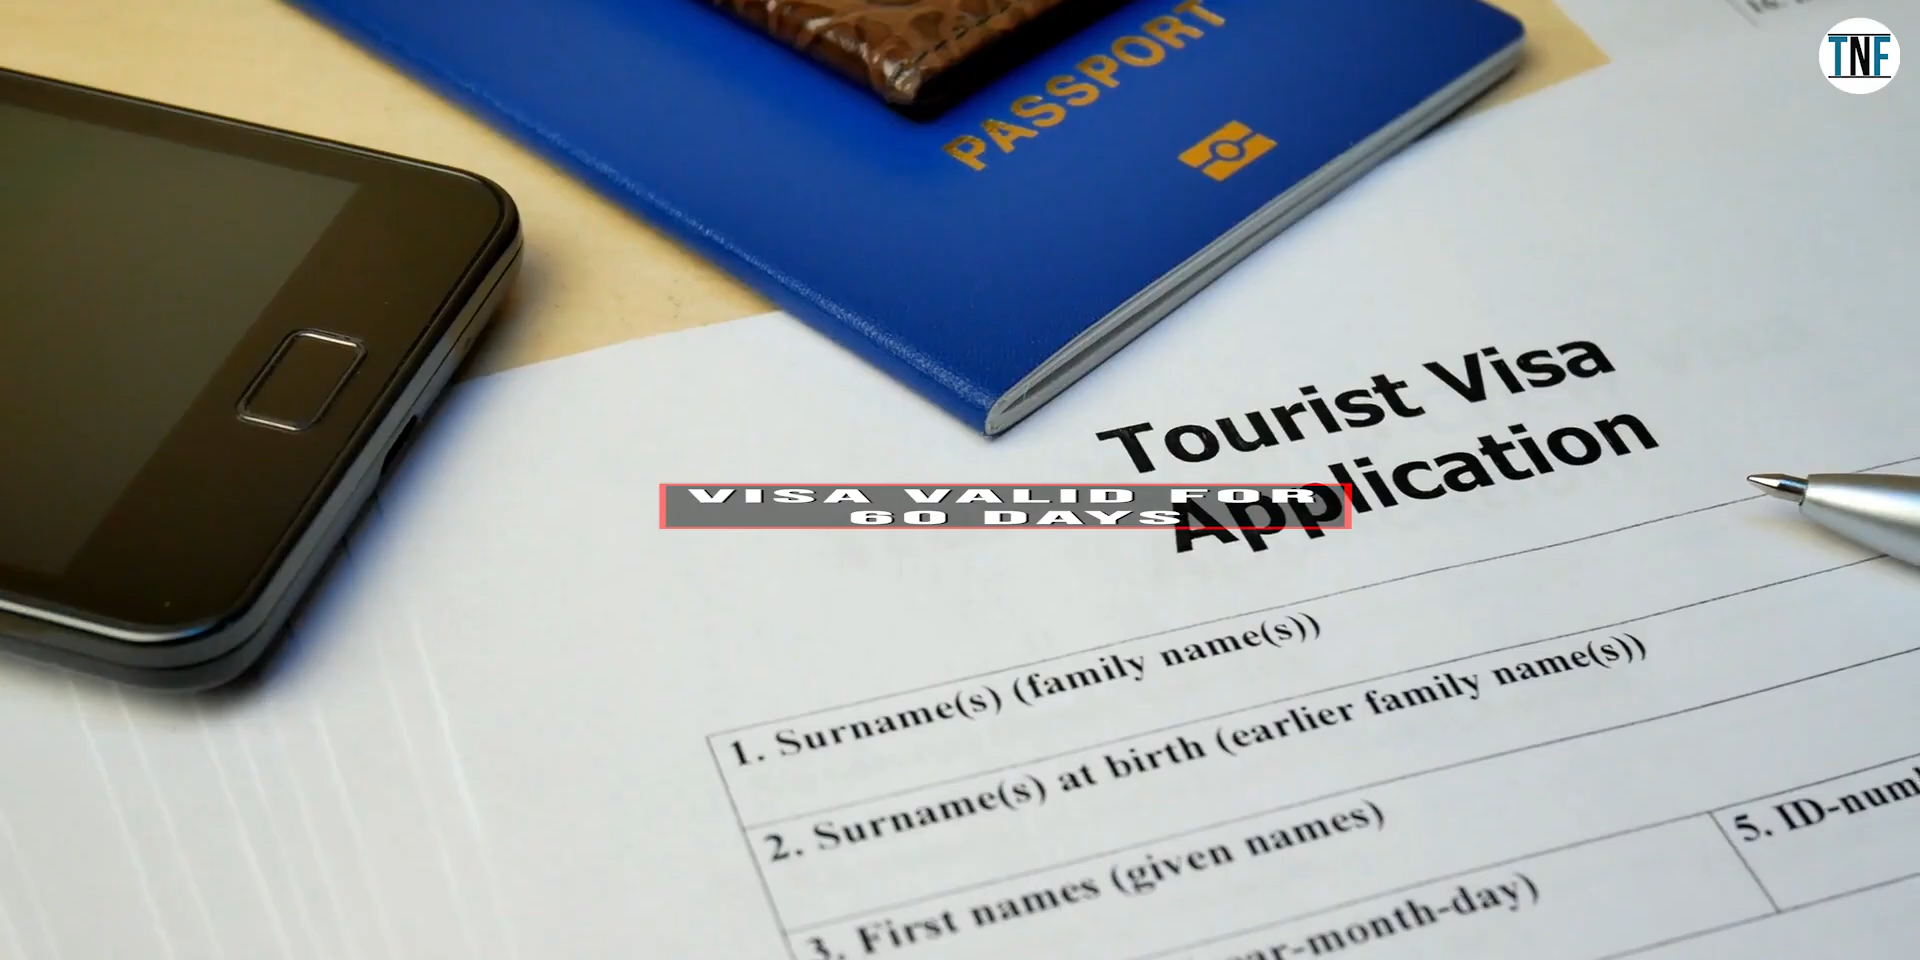 TNF
PASSPORT
Tourist Visa
Application
VISA VALID FOR
60 DAYS
1. Surname(s) (family name(s))
2. Surname(s) at birth (earlier family name(s))
3. First names (given names)
5. ID-num
ar-month-day)